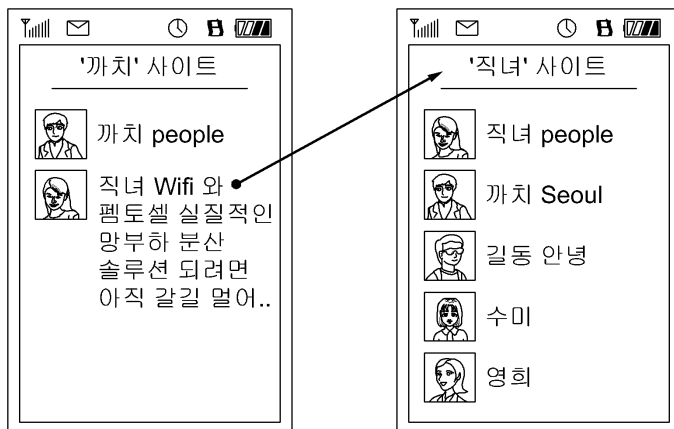 '까치' 사이트
까치 people
직녀 Wifi 와
펨토셀 실질적인
망부하 분산
솔루션 되려면
아직 갈길 멀어..
'직녀' 사이트
직녀 people
까치 Seoul
길동 안녕
수미
영희